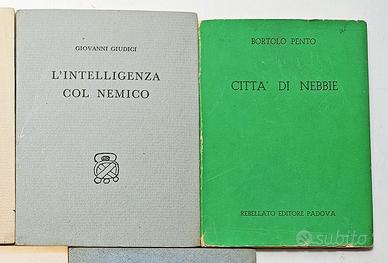 GIOVANNI GIUDICI
L'INTELLIGENZA
COL NEMICO
BORTOLO PENTO
CITTA' DI NEBBIE
REBELLATO EDITORE PADOVA
subito